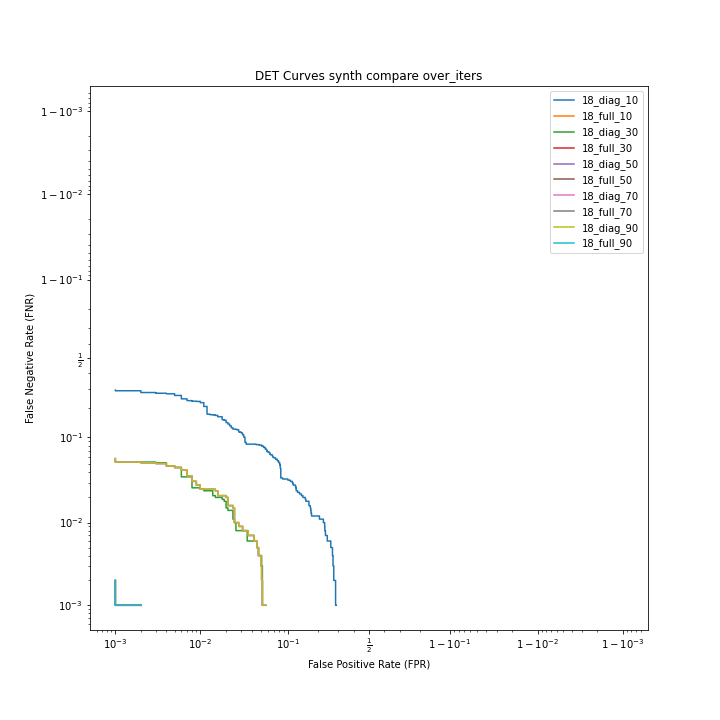 DET Curves synth compare over_iters
18_diag_10
18_full_10
18_diag_30
18_full_30
18_diag_50
18_full_50
18_diag_70
18_full_70
18_diag_90
18_full_90
False Negative Rate (FNR)
1 − 10⁻³
1 − 10⁻²
1 − 10⁻¹
1/2
10⁻¹
10⁻²
10⁻³
10⁻³ 10⁻² 10⁻¹ 1/2 1 − 10⁻¹ 1 − 10⁻² 1 − 10⁻³
False Positive Rate (FPR)